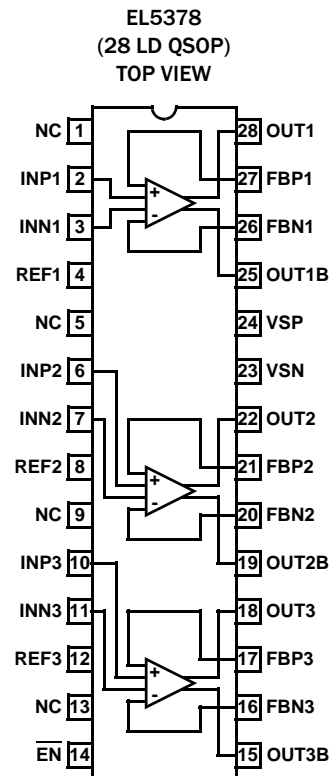 EL5378
(28 LD QSOP)
TOP VIEW
NC 1 28 OUT1
INP1 2 27 FBP1
+
INN1 3 - 26 FBN1
REF1 4 25 OUT1B
NC 5 24 VSP
INP2 6 23 VSN
INN2 7 22 OUT2
REF2 8 + 21 FBP2
NC 9 - 20 FBN2
INP3 10 19 OUT2B
INN3 11 18 OUT3
REF3 12 + 17 FBP3
NC 13 - 16 FBN3
E̅N̅ 14 15 OUT3B